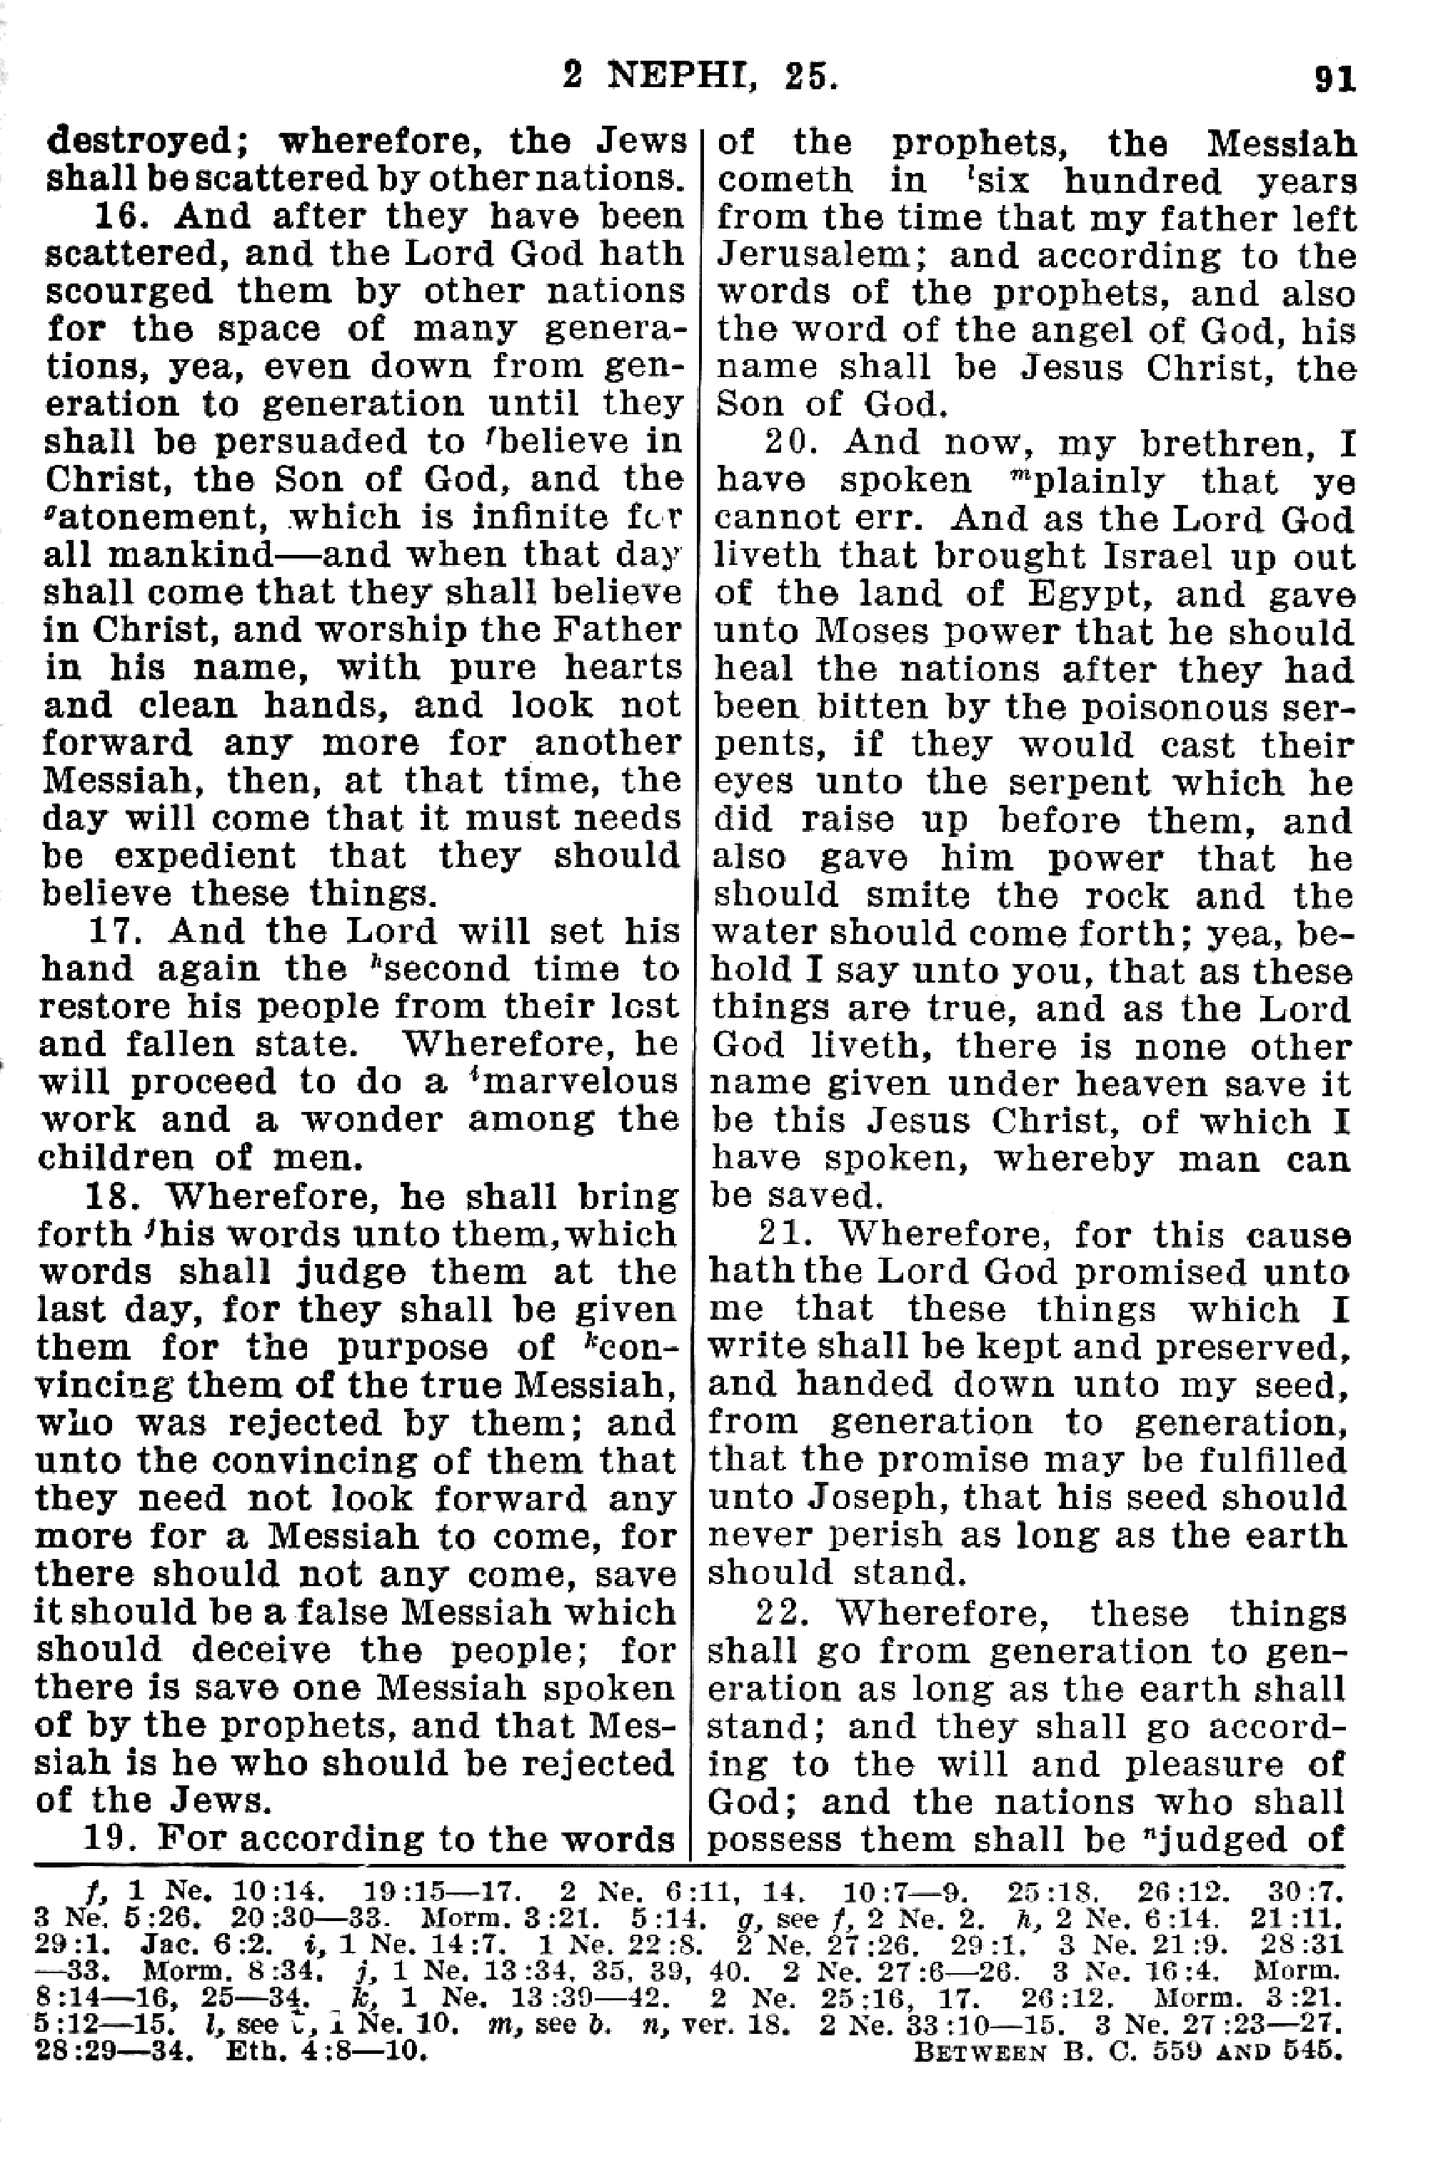 2 NEPHI, 25.
91
destroyed; wherefore, the Jews
shall be scattered by other nations.
16. And after they have been
scattered, and the Lord God hath
scourged them by other nations
for the space of many genera-
tions, yea, even down from gen-
eration to generation until they
shall be persuaded to fbelieve in
Christ, the Son of God, and the
gatonement, which is infinite for
all mankind—and when that day
shall come that they shall believe
in Christ, and worship the Father
in his name, with pure hearts
and clean hands, and look not
forward any more for another
Messiah, then, at that time, the
day will come that it must needs
be expedient that they should
believe these things.
17. And the Lord will set his
hand again the hsecond time to
restore his people from their lost
and fallen state. Wherefore, he
will proceed to do a imarvelous
work and a wonder among the
children of men.
18. Wherefore, he shall bring
forth jhis words unto them, which
words shall judge them at the
last day, for they shall be given
them for the purpose of kcon-
vincing them of the true Messiah,
who was rejected by them; and
unto the convincing of them that
they need not look forward any
more for a Messiah to come, for
there should not any come, save
it should be a false Messiah which
should deceive the people; for
there is save one Messiah spoken
of by the prophets, and that Mes-
siah is he who should be rejected
of the Jews.
19. For according to the words
of the prophets, the Messiah
cometh in lsix hundred years
from the time that my father left
Jerusalem; and according to the
words of the prophets, and also
the word of the angel of God, his
name shall be Jesus Christ, the
Son of God.
20. And now, my brethren, I
have spoken mplainly that ye
cannot err. And as the Lord God
liveth that brought Israel up out
of the land of Egypt, and gave
unto Moses power that he should
heal the nations after they had
been bitten by the poisonous ser-
pents, if they would cast their
eyes unto the serpent which he
did raise up before them, and
also gave him power that he
should smite the rock and the
water should come forth; yea, be-
hold I say unto you, that as these
things are true, and as the Lord
God liveth, there is none other
name given under heaven save it
be this Jesus Christ, of which I
have spoken, whereby man can
be saved.
21. Wherefore, for this cause
hath the Lord God promised unto
me that these things which I
write shall be kept and preserved,
and handed down unto my seed,
from generation to generation,
that the promise may be fulfilled
unto Joseph, that his seed should
never perish as long as the earth
should stand.
22. Wherefore, these things
shall go from generation to gen-
eration as long as the earth shall
stand; and they shall go accord-
ing to the will and pleasure of
God; and the nations who shall
possess them shall be njudged of
f, 1 Ne. 10:14. 19:15—17. 2 Ne. 6:11, 14. 10:7—9. 25:18. 26:12. 30:7.
3 Ne. 5:26. 20:30—33. Morm. 3:21. 5:14. g, see f, 2 Ne. 2. h, 2 Ne. 6:14. 21:11.
29:1. Jac. 6:2. i, 1 Ne. 14:7. 1 Ne. 22:8. 2 Ne. 27:26. 29:1. 3 Ne. 21:9. 28:31
—33. Morm. 8:34. j, 1 Ne. 13:34, 35, 39, 40. 2 Ne. 27:6—26. 3 Ne. 16:4. Morm.
8:14—16, 25—34. k, 1 Ne. 13:39—42. 2 Ne. 25:16, 17. 26:12. Morm. 3:21.
5:12—15. l, see 1 Ne. 10. m, see b. n, ver. 18. 2 Ne. 33:10—15. 3 Ne. 27:23—27.
28:29—34. Eth. 4:8—10. BETWEEN B. C. 559 AND 545.